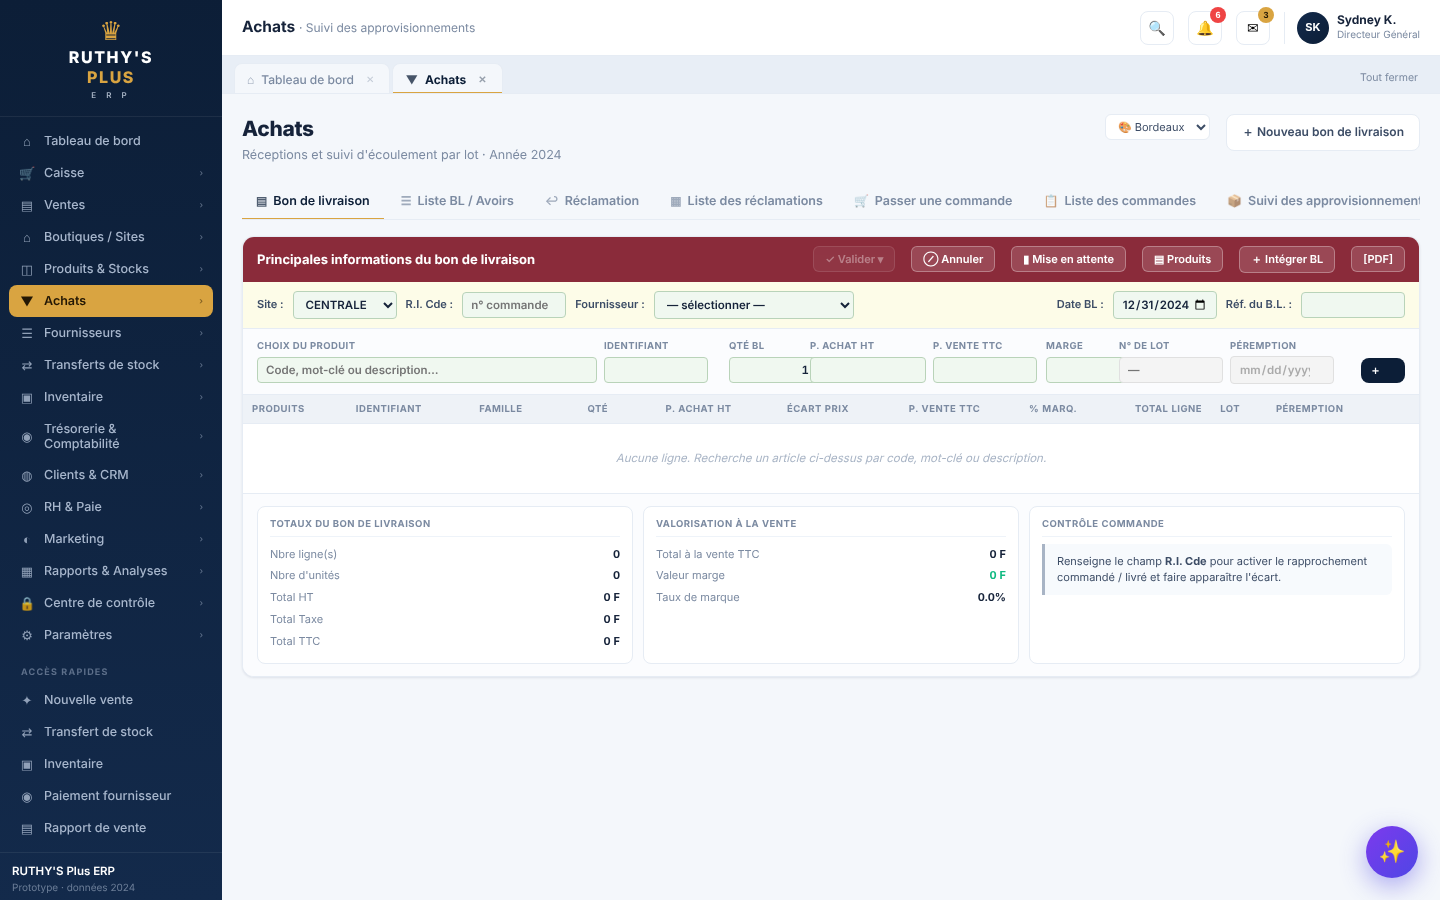 RUTHY'S
PLUS
ERP
Tableau de bord
Caisse
Ventes
Boutiques / Sites
Produits & Stocks
Achats
Fournisseurs
Transferts de stock
Inventaire
Trésorerie &
Comptabilité
Clients & CRM
RH & Paie
Marketing
Rapports & Analyses
Centre de contrôle
Paramètres
ACCÈS RAPIDES
Nouvelle vente
Transfert de stock
Inventaire
Paiement fournisseur
Rapport de vente
RUTHY'S Plus ERP
Prototype · données 2024
Achats · Suivi des approvisionnements
6
3
SK
Sydney K.
Directeur Général
Tableau de bord ×
Achats ×
Tout fermer
Achats
Réceptions et suivi d'écoulement par lot · Année 2024
Bordeaux
+ Nouveau bon de livraison
Bon de livraison
Liste BL / Avoirs
Réclamation
Liste des réclamations
Passer une commande
Liste des commandes
Suivi des approvisionnement
Principales informations du bon de livraison
✓ Valider ▾
Annuler
Mise en attente
Produits
+ Intégrer BL
[PDF]
Site : CENTRALE
R.I. Cde : n° commande
Fournisseur : — sélectionner —
Date BL : 12/31/2024
Réf. du B.L. :
CHOIX DU PRODUIT IDENTIFIANT QTÉ BL P. ACHAT HT P. VENTE TTC MARGE N° DE LOT PÉREMPTION
Code, mot-clé ou description... 1 — mm/dd/yyyy +
PRODUITS IDENTIFIANT FAMILLE QTÉ P. ACHAT HT ÉCART PRIX P. VENTE TTC % MARQ. TOTAL LIGNE LOT PÉREMPTION
Aucune ligne. Recherche un article ci-dessus par code, mot-clé ou description.
TOTAUX DU BON DE LIVRAISON
Nbre ligne(s) 0
Nbre d'unités 0
Total HT 0 F
Total Taxe 0 F
Total TTC 0 F
VALORISATION À LA VENTE
Total à la vente TTC 0 F
Valeur marge 0 F
Taux de marque 0.0%
CONTRÔLE COMMANDE
Renseigne le champ R.I. Cde pour activer le rapprochement
commandé / livré et faire apparaître l'écart.